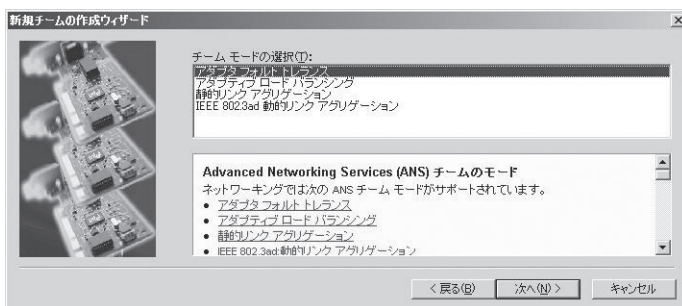 新規チームの作成ウィザード
チーム モードの選択(T):
アダプタ フォルト トレランス
アダプティブ ロード バランシング
静的リンク アグリゲーション
IEEE 802.3ad 動的リンク アグリゲーション
Advanced Networking Services (ANS) チームのモード
ネットワーキングでは次の ANS チーム モードがサポートされています。
• アダプタ フォルト トレランス
• アダプティブ ロード バランシング
• 静的リンク アグリゲーション
• IEEE 802.3ad:動的リンク アグリゲーション
< 戻る(B)
次へ(N) >
キャンセル